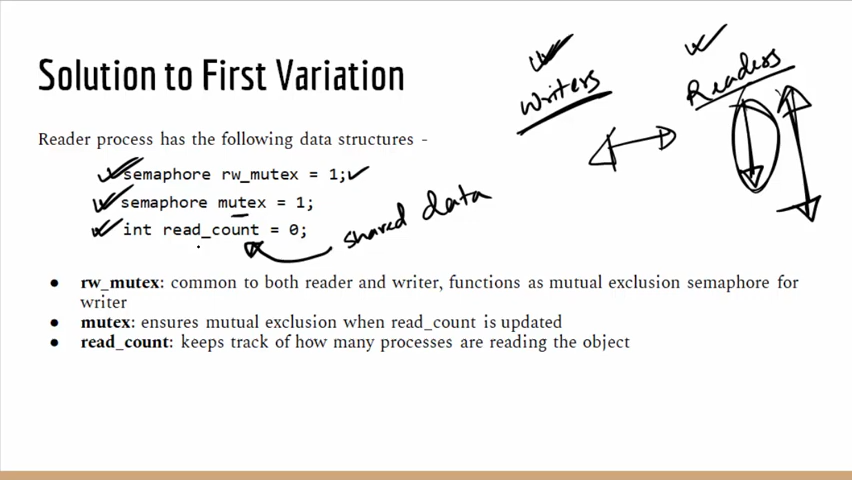 Solution to First Variation
Writers
Readers
Reader process has the following data structures -
semaphore rw_mutex = 1;
semaphore mutex = 1;
int read_count = 0;
shared data
● rw_mutex: common to both reader and writer, functions as mutual exclusion semaphore for
writer
● mutex: ensures mutual exclusion when read_count is updated
● read_count: keeps track of how many processes are reading the object